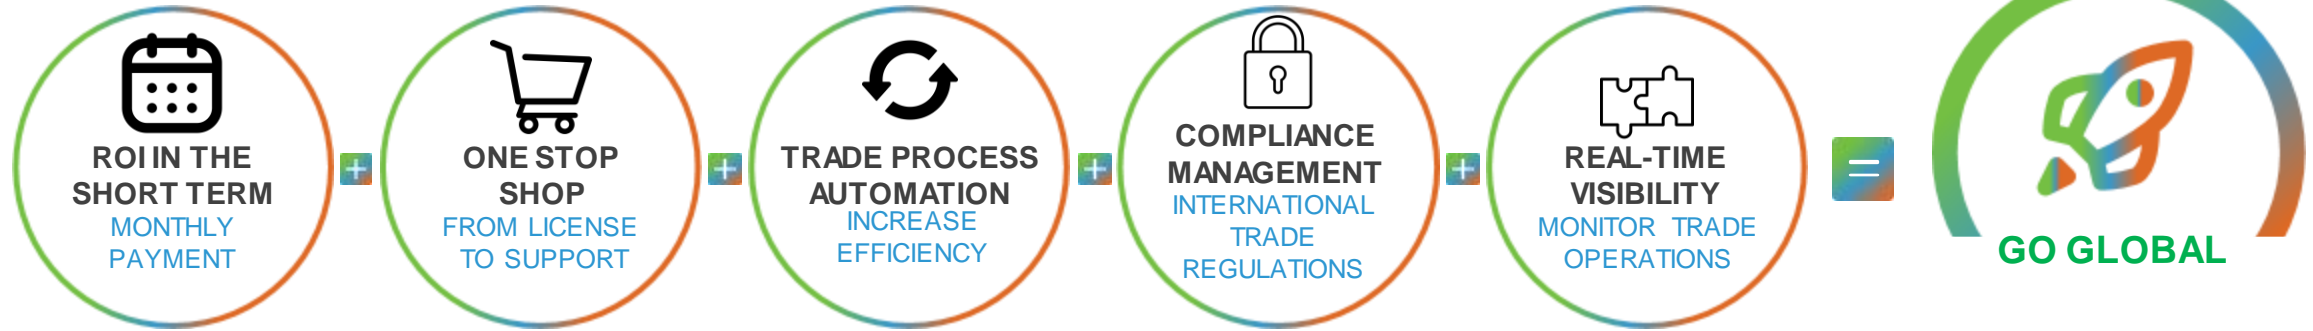 ROI IN THE
SHORT TERM
MONTHLY
PAYMENT
+
ONE STOP
SHOP
FROM LICENSE
TO SUPPORT
+
TRADE PROCESS
AUTOMATION
INCREASE
EFFICIENCY
+
COMPLIANCE
MANAGEMENT
INTERNATIONAL
TRADE
REGULATIONS
+
REAL-TIME
VISIBILITY
MONITOR TRADE
OPERATIONS
=
GO GLOBAL